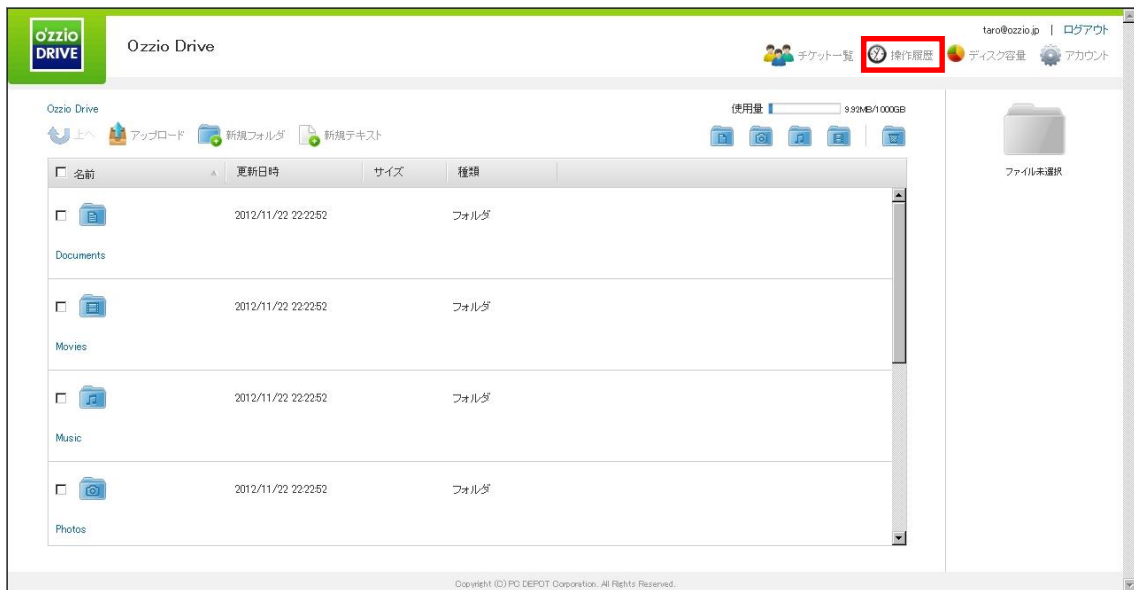 o'zzio
DRIVE
Ozzio Drive
taro@ozzio.jp | ログアウト
チケット一覧 操作履歴 ディスク容量 アカウント
Ozzio Drive
使用量 9.92MB/1000GB
上へ アップロード 新規フォルダ 新規テキスト
ファイル未選択
名前 更新日時 サイズ 種類
2012/11/22 22:22:52 フォルダ
Documents
2012/11/22 22:22:52 フォルダ
Movies
2012/11/22 22:22:52 フォルダ
Music
2012/11/22 22:22:52 フォルダ
Photos
Copyright (C) PC DEPOT Corporation. All Rights Reserved.